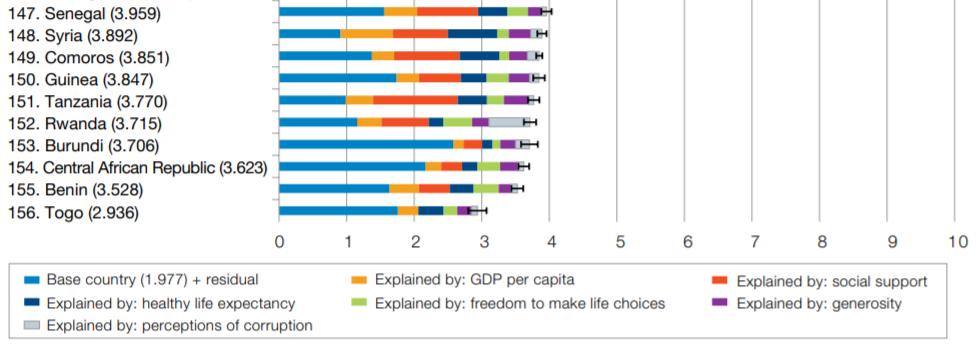 147. Senegal (3.959)
148. Syria (3.892)
149. Comoros (3.851)
150. Guinea (3.847)
151. Tanzania (3.770)
152. Rwanda (3.715)
153. Burundi (3.706)
154. Central African Republic (3.623)
155. Benin (3.528)
156. Togo (2.936)
0 1 2 3 4 5 6 7 8 9 10
Base country (1.977) + residual Explained by: GDP per capita Explained by: social support
Explained by: healthy life expectancy Explained by: freedom to make life choices Explained by: generosity
Explained by: perceptions of corruption